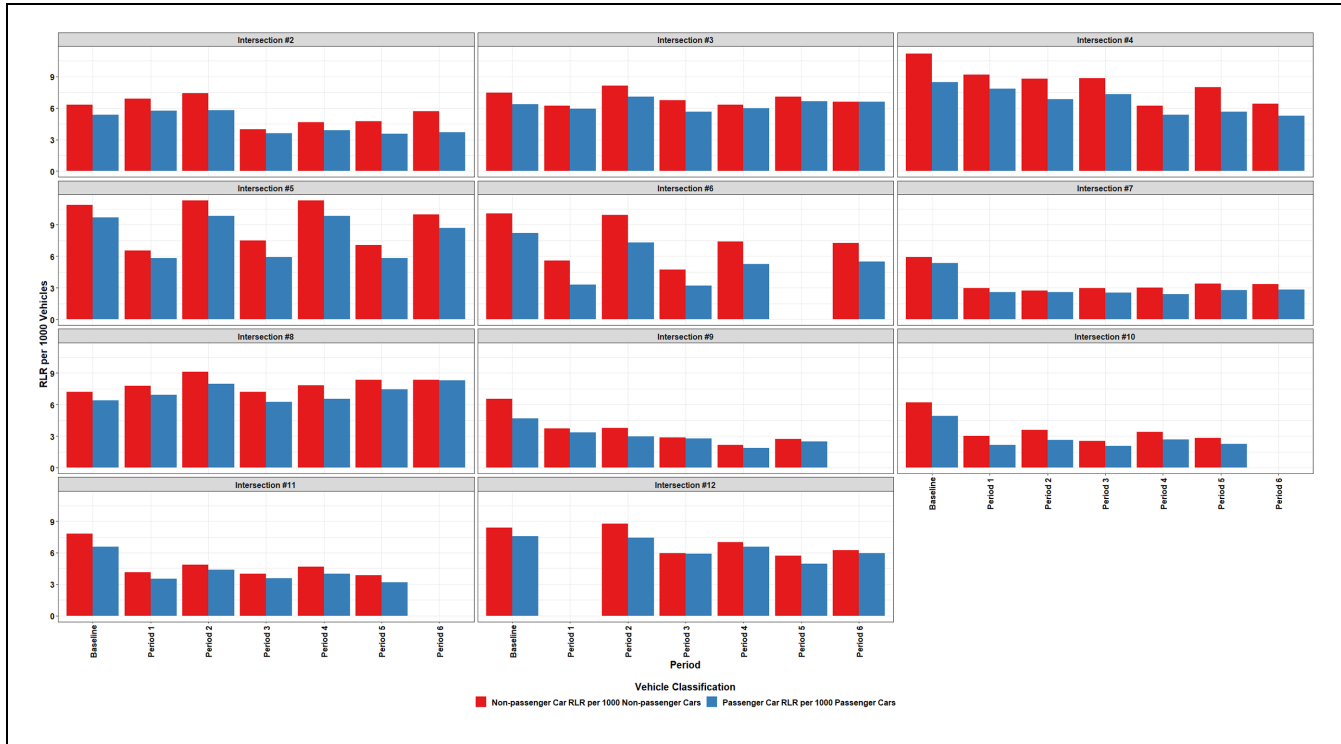 Intersection #2
Intersection #3
Intersection #4
9
6
3
0
Intersection #5
Intersection #6
Intersection #7
9
6
3
0
RLR per 1000 Vehicles
Intersection #8
Intersection #9
Intersection #10
9
6
3
0
Baseline
Period 1
Period 2
Period 3
Period 4
Period 5
Period 6
Intersection #11
Intersection #12
9
6
3
0
Baseline
Period 1
Period 2
Period 3
Period 4
Period 5
Period 6
Baseline
Period 1
Period 2
Period 3
Period 4
Period 5
Period 6
Period
Vehicle Classification
Non-passenger Car RLR per 1000 Non-passenger Cars
Passenger Car RLR per 1000 Passenger Cars